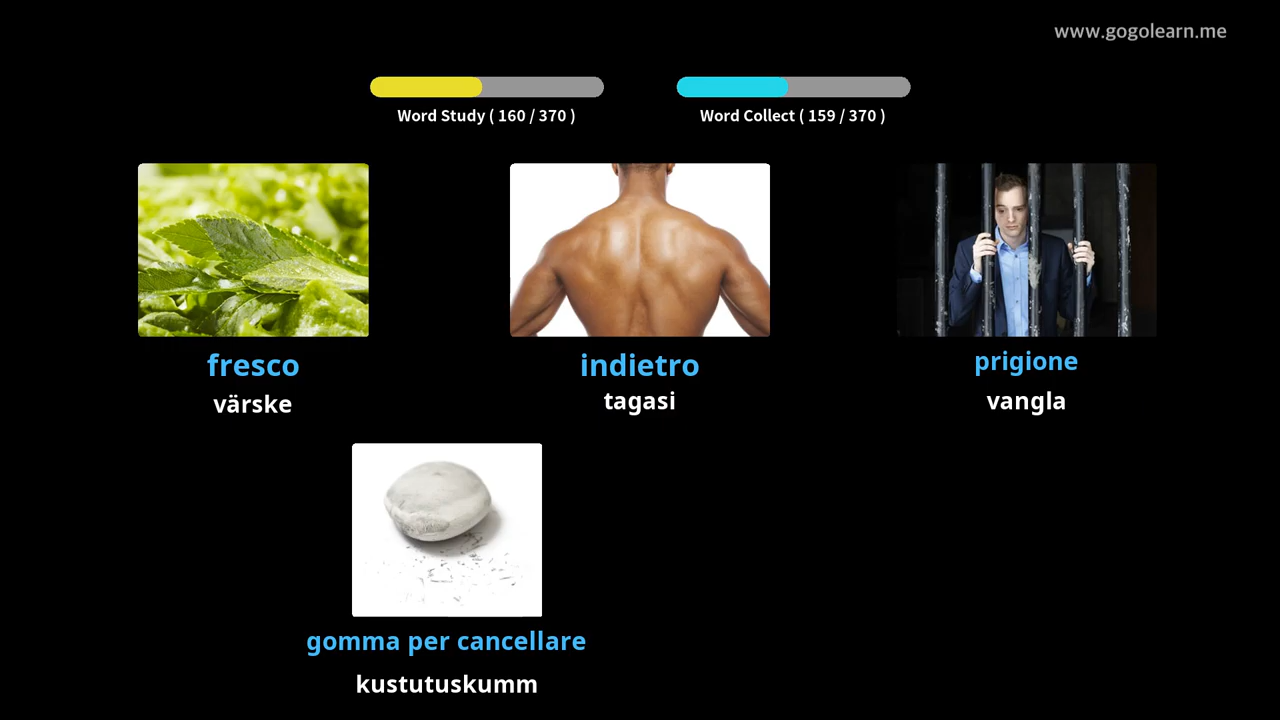 www.gogolearn.me
Word Study ( 160 / 370 )
Word Collect ( 159 / 370 )
fresco
värske
indietro
tagasi
prigione
vangla
gomma per cancellare
kustutuskumm